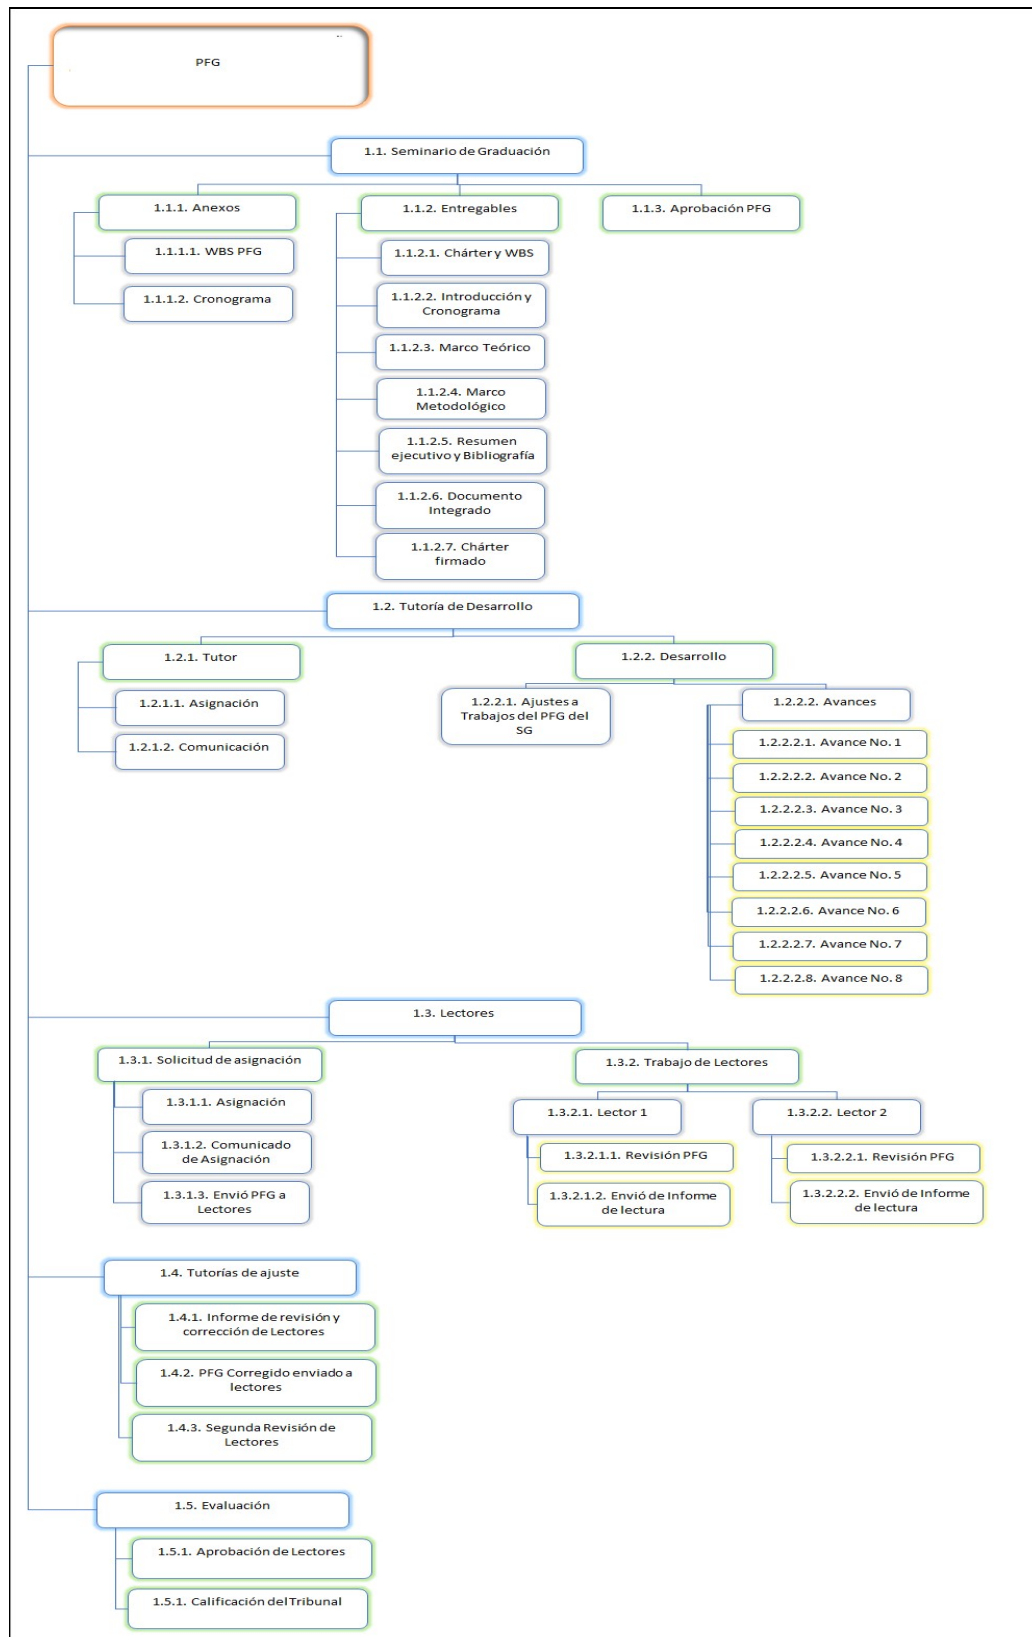 PFG
1.1. Seminario de Graduación
1.1.1. Anexos
1.1.1.1. WBS PFG
1.1.1.2. Cronograma
1.1.2. Entregables
1.1.2.1. Chárter y WBS
1.1.2.2. Introducción y
Cronograma
1.1.2.3. Marco Teórico
1.1.2.4. Marco
Metodológico
1.1.2.5. Resumen
ejecutivo y Bibliografía
1.1.2.6. Documento
Integrado
1.1.2.7. Chárter
firmado
1.1.3. Aprobación PFG
1.2. Tutoría de Desarrollo
1.2.1. Tutor
1.2.1.1. Asignación
1.2.1.2. Comunicación
1.2.2. Desarrollo
1.2.2.1. Ajustes a
Trabajos del PFG del
SG
1.2.2.2. Avances
1.2.2.2.1. Avance No. 1
1.2.2.2.2. Avance No. 2
1.2.2.2.3. Avance No. 3
1.2.2.2.4. Avance No. 4
1.2.2.2.5. Avance No. 5
1.2.2.2.6. Avance No. 6
1.2.2.2.7. Avance No. 7
1.2.2.2.8. Avance No. 8
1.3. Lectores
1.3.1. Solicitud de asignación
1.3.1.1. Asignación
1.3.1.2. Comunicado
de Asignación
1.3.1.3. Envió PFG a
Lectores
1.3.2. Trabajo de Lectores
1.3.2.1. Lector 1
1.3.2.1.1. Revisión PFG
1.3.2.1.2. Envió de Informe
de lectura
1.3.2.2. Lector 2
1.3.2.2.1. Revisión PFG
1.3.2.2.2. Envió de Informe
de lectura
1.4. Tutorías de ajuste
1.4.1. Informe de revisión y
corrección de Lectores
1.4.2. PFG Corregido enviado a
lectores
1.4.3. Segunda Revisión de
Lectores
1.5. Evaluación
1.5.1. Aprobación de Lectores
1.5.1. Calificación del Tribunal